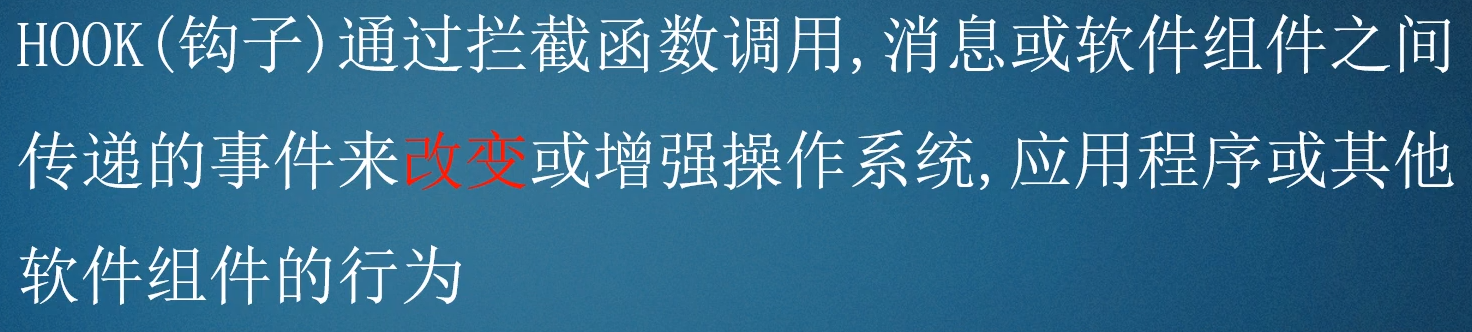 HOOK(钩子)通过拦截函数调用,消息或软件组件之间
传递的事件来改变或增强操作系统,应用程序或其他
软件组件的行为